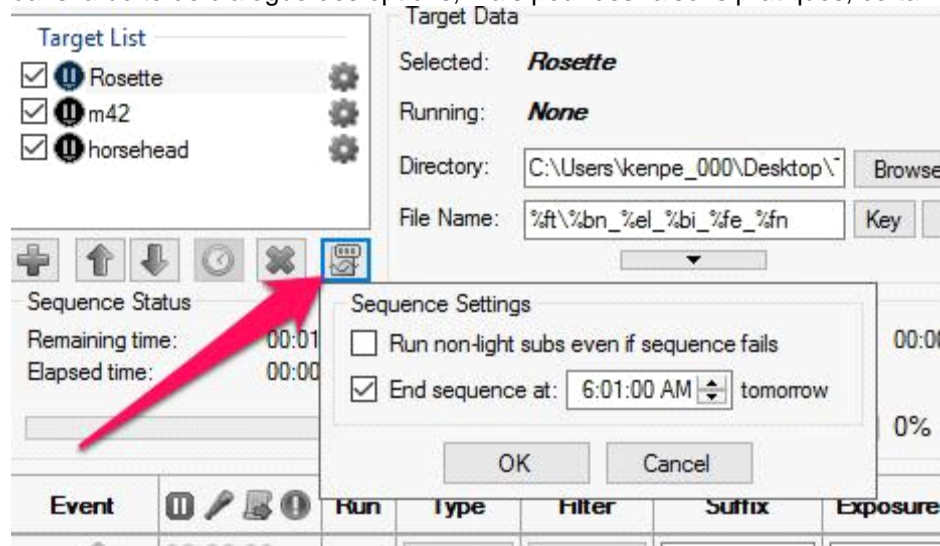 Target List
Rosette
m42
horsehead
Target Data
Selected: Rosette
Running: None
Directory: C:\Users\kenpe_000\Desktop\ Browse
File Name: %ft\%bn_%el_%bi_%fe_%fn Key
Sequence Status
Remaining time: 00:01
Elapsed time: 00:00
Sequence Settings
Run non-light subs even if sequence fails
End sequence at: 6:01:00 AM tomorrow
OK Cancel
00:00
0%
Event Run Type Filter Suffix Exposure